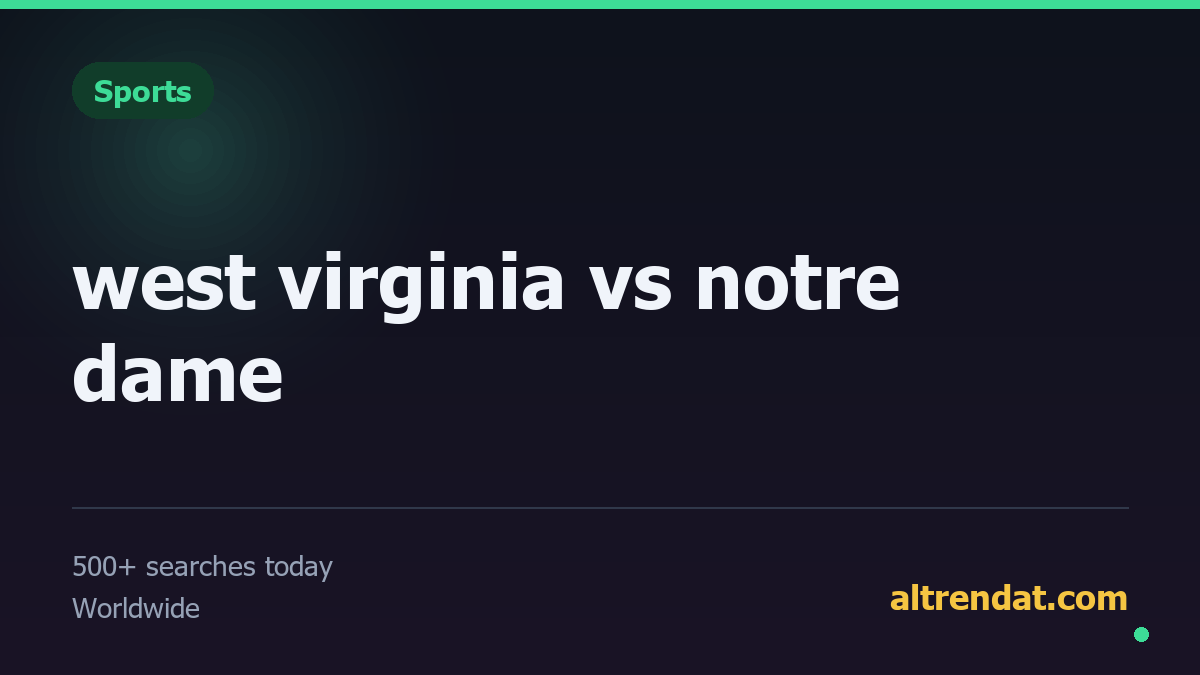 Sports
west virginia vs notre
dame
500+ searches today
Worldwide
altrendat.com